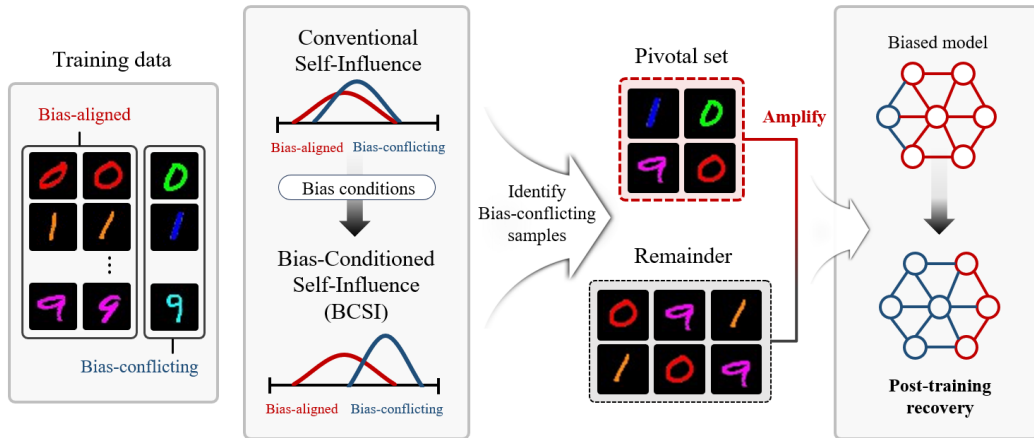 Training data
Bias-aligned
Bias-conflicting
Conventional
Self-Influence
Bias-aligned Bias-conflicting
Bias conditions
Bias-Conditioned
Self-Influence
(BCSI)
Bias-aligned Bias-conflicting
Identify
Bias-conflicting
samples
Pivotal set
Amplify
Remainder
Biased model
Post-training
recovery